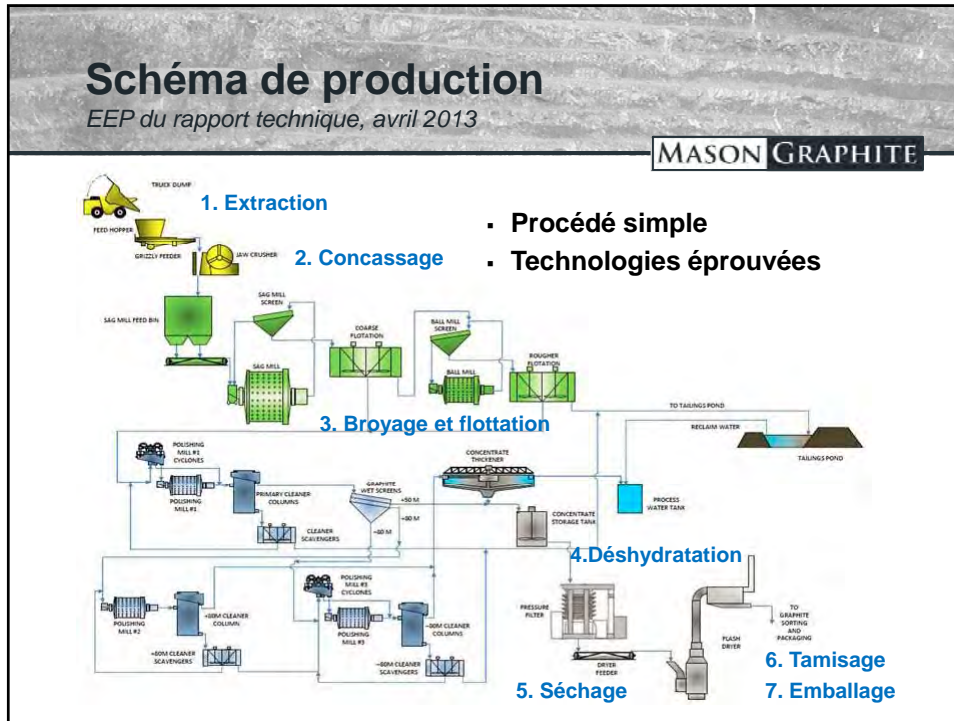 Schéma de production
EEP du rapport technique, avril 2013
MASON GRAPHITE
TRUCK DUMP
1. Extraction
FEED HOPPER
▪ Procédé simple
GRIZZLY FEEDER
JAW CRUSHER
2. Concassage
▪ Technologies éprouvées
SAG MILL
SCREEN
SAG MILL FEED BIN
COARSE
FLOTATION
BALL MILL
SCREEN
ROUGHER
FLOTATION
SAG MILL
BALL MILL
TO TAILINGS POND
3. Broyage et flottation
RECLAIM WATER
TAILINGS POND
POLISHING
MILL #1
CYCLONES
CONCENTRATE
THICKENER
GRAPHITE
WET SCREENS
PRIMARY CLEANER
COLUMNS
POLISHING
MILL #1
+50 M
+80 M
-80 M
PROCESS
WATER TANK
CONCENTRATE
STORAGE TANK
CLEANER
SCAVENGERS
4.Déshydratation
POLISHING
MILL #3
CYCLONES
POLISHING
MILL #2
+80M CLEANER
COLUMN
POLISHING
MILL #3
-80M CLEANER
COLUMNS
PRESSURE
FILTER
TO
GRAPHITE
SORTING
AND
PACKAGING
FLASH
DRYER
+80M CLEANER
SCAVENGERS
-80M CLEANER
SCAVENGERS
DRYER
FEEDER
6. Tamisage
5. Séchage
7. Emballage